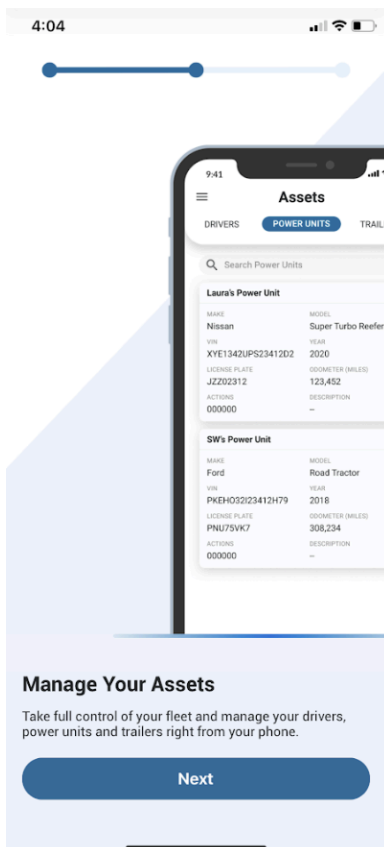 4:04
9:41
Assets
DRIVERS POWER UNITS TRAIL
Search Power Units
Laura's Power Unit
MAKE MODEL
Nissan Super Turbo Reefer
VIN YEAR
XYE1342UPS23412D2 2020
LICENSE PLATE ODOMETER (MILES)
JZZ02312 123,452
ACTIONS DESCRIPTION
000000 –
SW's Power Unit
MAKE MODEL
Ford Road Tractor
VIN YEAR
PKEHO32I23412H79 2018
LICENSE PLATE ODOMETER (MILES)
PNU75VK7 308,234
ACTIONS DESCRIPTION
000000 –
Manage Your Assets
Take full control of your fleet and manage your drivers,
power units and trailers right from your phone.
Next